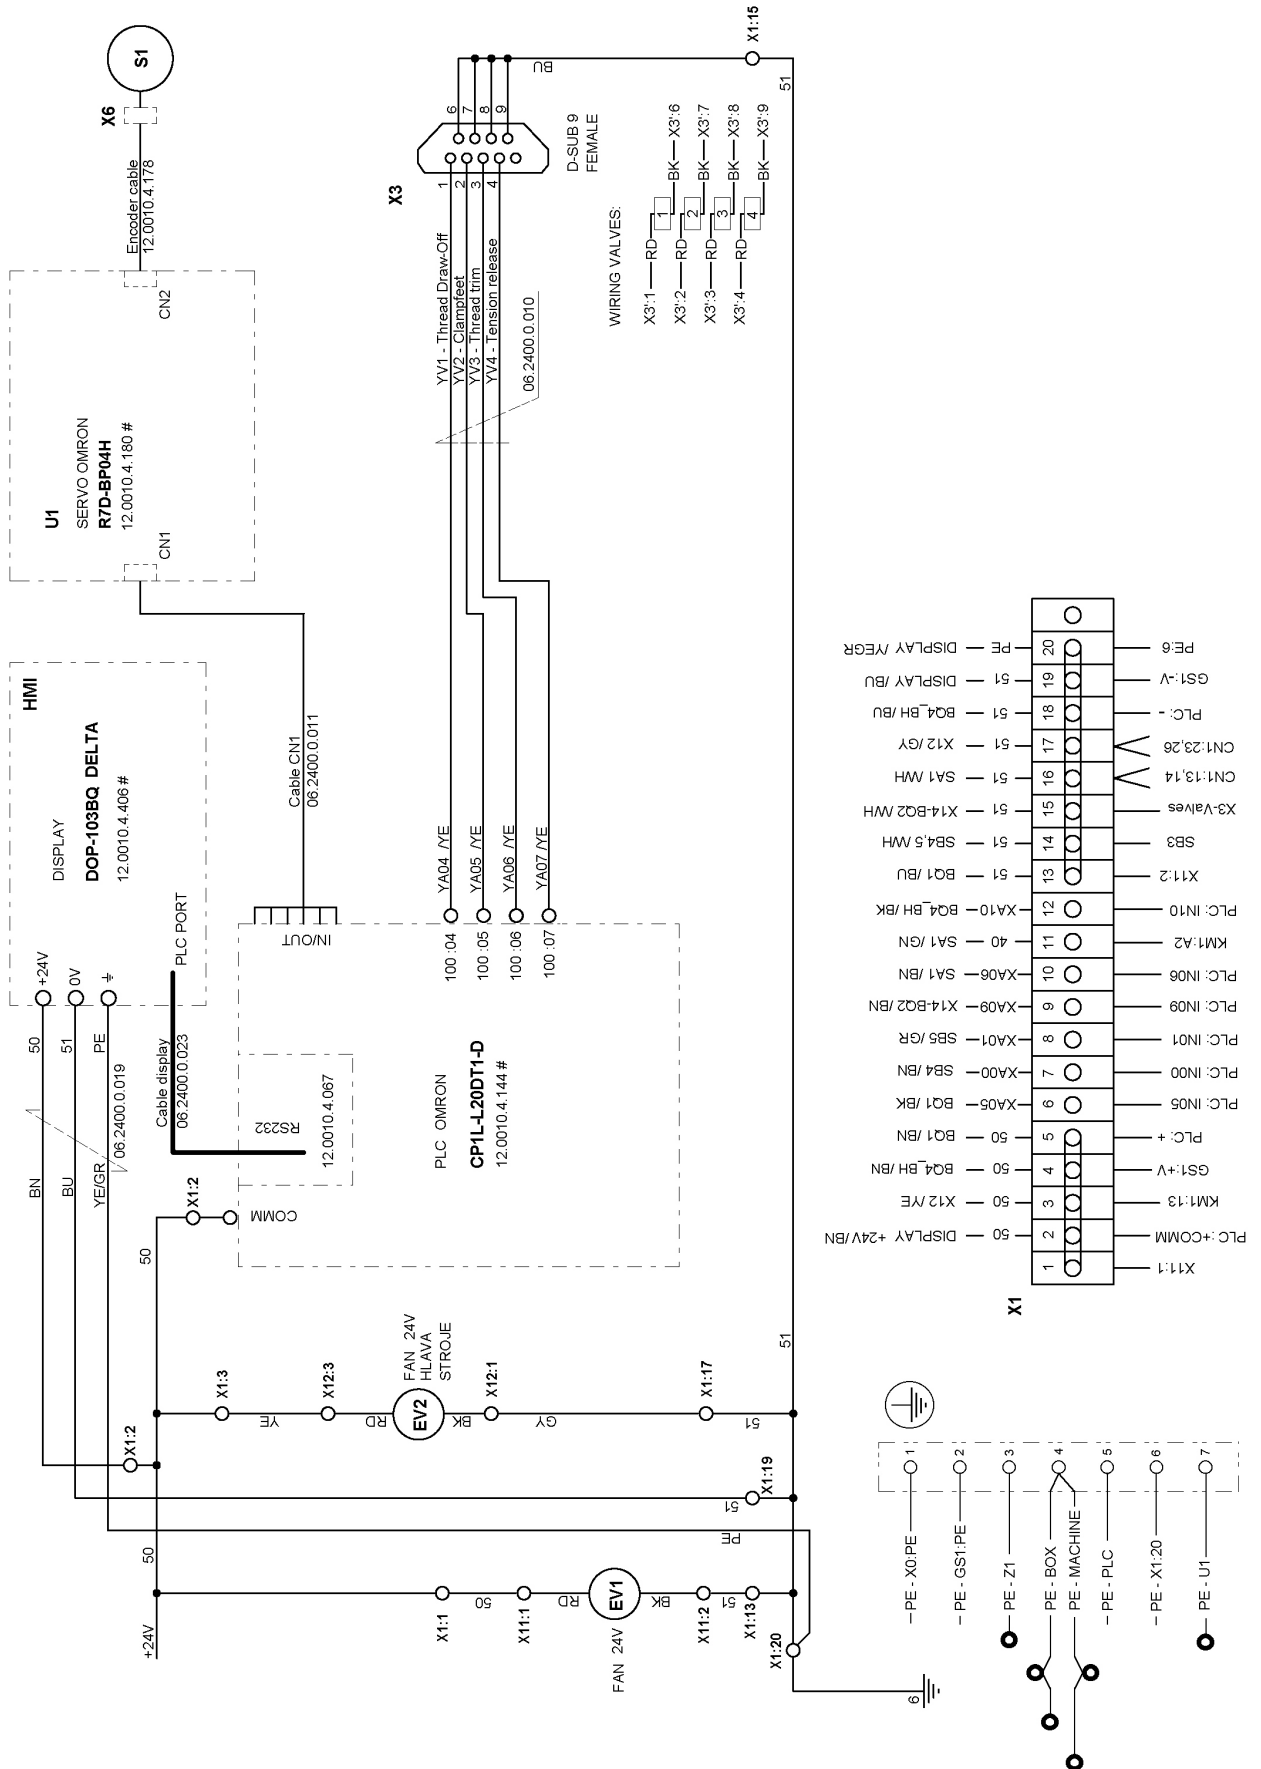 S1
X6
Encoder cable
12.0010.4.178
CN2
U1
SERVO OMRON
R7D-BP04H
12.0010.4.180 #
CN1
Cable CN1
06.2400.0.011
HMI
DISPLAY
DOP-103BQ DELTA
12.0010.4.406 #
PLC PORT
+24V
0V
50
51
PE
06.2400.0.019
BN
BU
YE/GR
Cable display
06.2400.0.023
RS232
12.0010.4.067
IN/OUT
PLC OMRON
CP1L-L20DT1-D
12.0010.4.144 #
COMM
X1:2
50
100 :04
100 :05
100 :06
100 :07
YA04 /YE
YA05 /YE
YA06 /YE
YA07 /YE
YV1 - Thread Draw-Off
YV2 - Clampfeet
YV3 - Thread trim
YV4 - Tension release
06.2400.0.010
X3
1
2
3
4
6
7
8
9
D-SUB 9
FEMALE
BU
X1:15
51
WIRING VALVES:
X3':1 RD 1 BK X3':6
X3':2 RD 2 BK X3':7
X3':3 RD 3 BK X3':8
X3':4 RD 4 BK X3':9
X1:2
X1:3
YE
X12:3
RD
EV2
FAN 24V
HLAVA
STROJE
BK
X12:1
GY
X1:17
51
51
X1:19
51
PE
+24V
50
X1:1
50
X11:1
RD
EV1
FAN 24V
BK
X11:2
51
X1:13
X1:20
6
X1
X11:1 1
DISPLAY +24V/BN 50 2 PLC:+COMM
X12 /YE 50 3 KM1:13
BQ4_BH /BN 50 4 GS1:+V
BQ1 /BN 50 5 PLC: +
BQ1 /BK XA05 6 PLC: IN05
SB4 /BN XA00 7 PLC: IN00
SB5 /GR XA01 8 PLC: IN01
X14-BQ2 /BN XA09 9 PLC: IN09
SA1 /BN XA06 10 PLC: IN06
SA1 /GN 40 11 KM1:A2
BQ4_BH /BK XA10 12 PLC: IN10
BQ1 /BU 51 13 X11:2
SB4,5 /WH 51 14 SB3
X14-BQ2 /WH 51 15 X3-Valves
SA1 /WH 51 16 CN1:13,14
X12 /GY 51 17 CN1:23,26
BQ4_BH /BU 51 18 PLC: -
DISPLAY /BU 51 19 GS1:-V
DISPLAY /YEGR PE 20 PE:6
1 PE - X0:PE
2 PE - GS1:PE
3 PE - Z1
4 PE - BOX
PE - MACHINE
5 PE - PLC
6 PE - X1:20
7 PE - U1